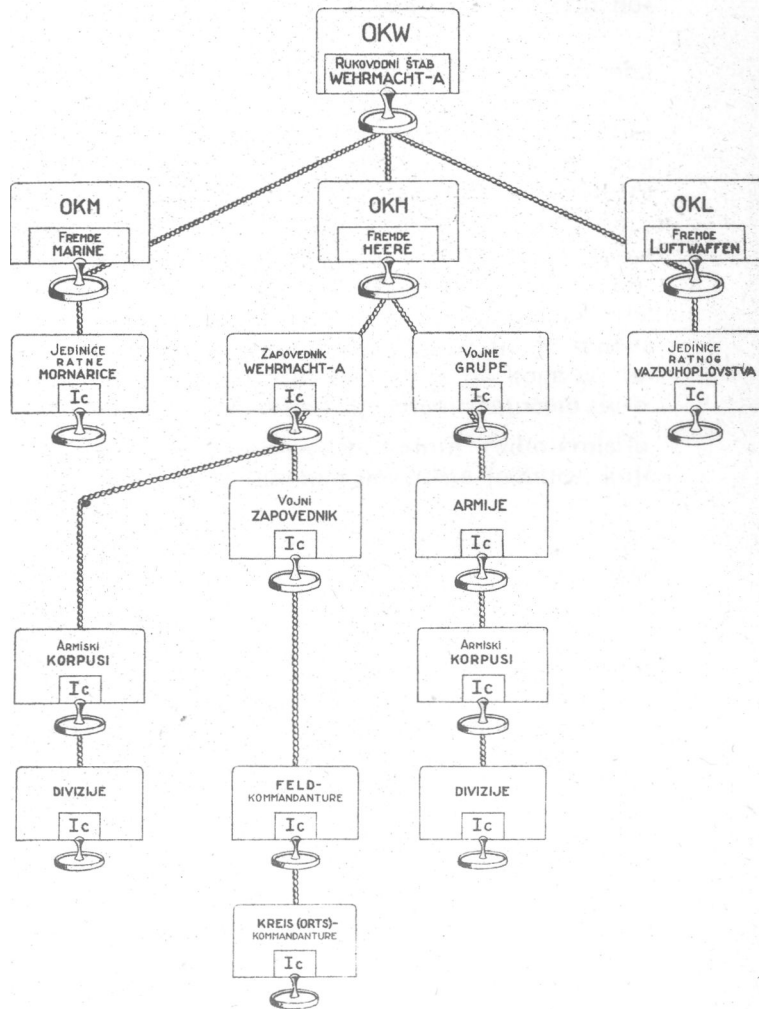 OKW
RUKOVODNI ŠTAB
WEHRMACHT-A
OKM
FREMDE
MARINE
OKH
FREMDE
HEERE
OKL
FREMDE
LUFTWAFFEN
JEDINICE
RATNE
MORNARICE
Ic
ZAPOVEDNIK
WEHRMACHT-A
Ic
VOJNE
GRUPE
Ic
JEDINICE
RATNOG
VAZDUHOPLOVSTVA
Ic
VOJNI
ZAPOVEDNIK
Ic
ARMIJE
Ic
ARMISKI
KORPUSI
Ic
ARMISKI
KORPUSI
Ic
DIVIZIJE
Ic
FELD-
KOMMANDANTURE
Ic
DIVIZIJE
Ic
KREIS (ORTS)-
KOMMANDANTURE
Ic